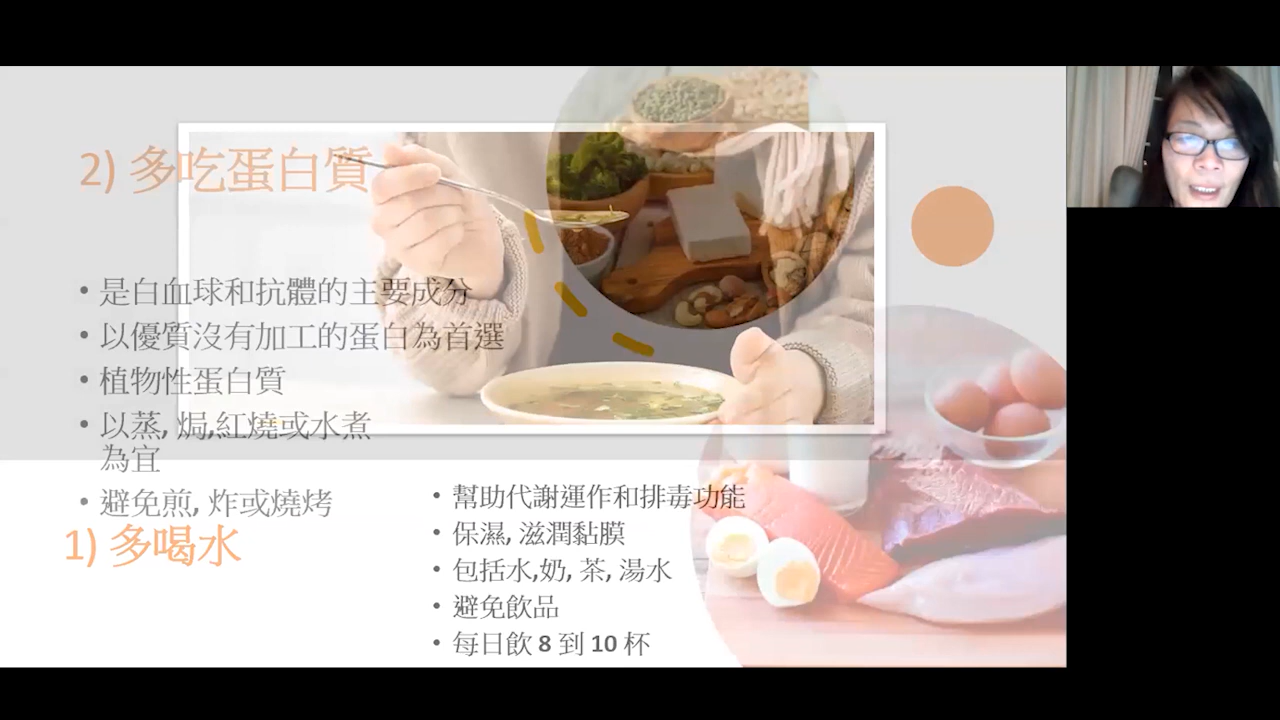 2) 多吃蛋白質
• 是白血球和抗體的主要成分
• 以優質沒有加工的蛋白為首選
• 植物性蛋白質
• 以蒸, 焗,紅燒或水煮
為宜
• 避免煎, 炸或燒烤
1) 多喝水
• 幫助代謝運作和排毒功能
• 保濕, 滋潤黏膜
• 包括水,奶, 茶, 湯水
• 避免飲品
• 每日飲 8 到 10 杯